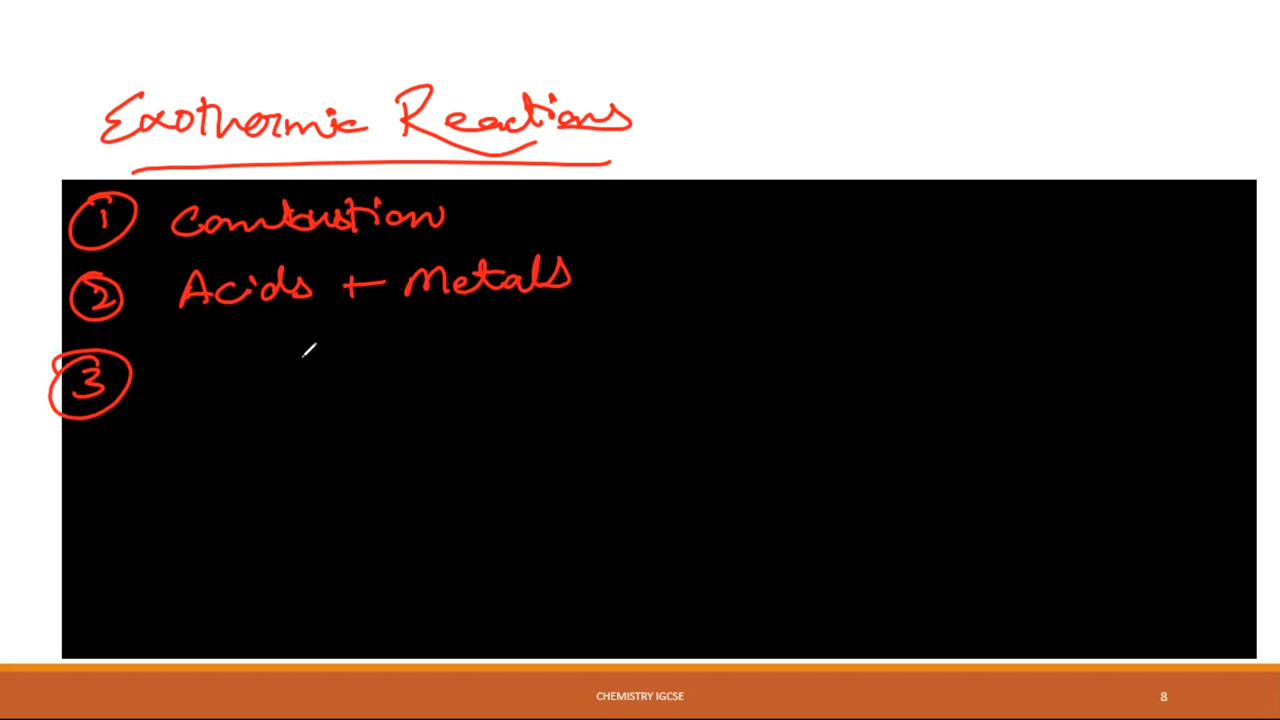 Exothermic Reactions
1 Combustion
2 Acids + Metals
3
CHEMISTRY IGCSE
8